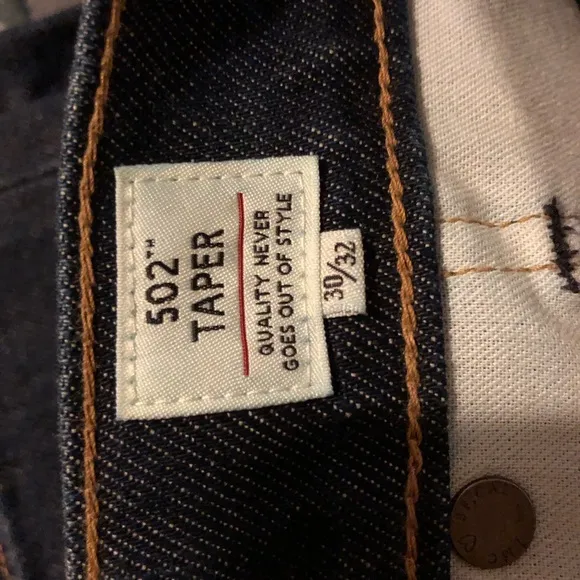 502™
TAPER
QUALITY NEVER
GOES OUT OF STYLE
30/32